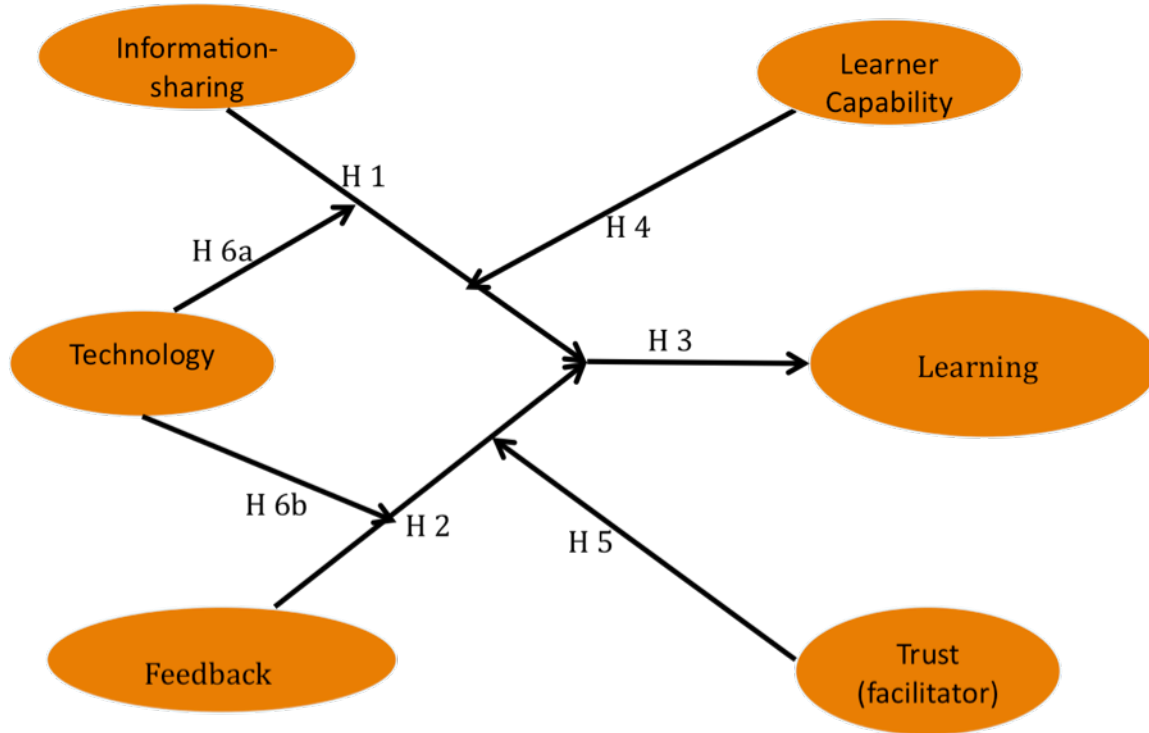 Information-
sharing
Learner
Capability
H 1
H 4
H 6a
Technology
H 3
Learning
H 6b
H 2
H 5
Feedback
Trust
(facilitator)